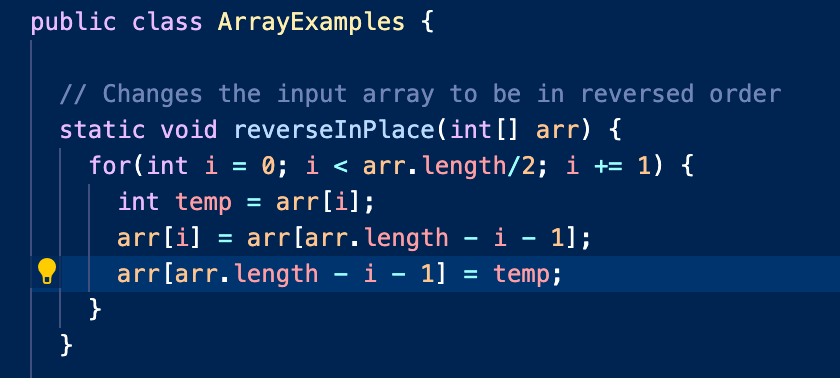 public class ArrayExamples {
// Changes the input array to be in reversed order
static void reverseInPlace(int[] arr) {
for(int i = 0; i < arr.length/2; i += 1) {
int temp = arr[i];
arr[i] = arr[arr.length - i - 1];
arr[arr.length - i - 1] = temp;
}
}